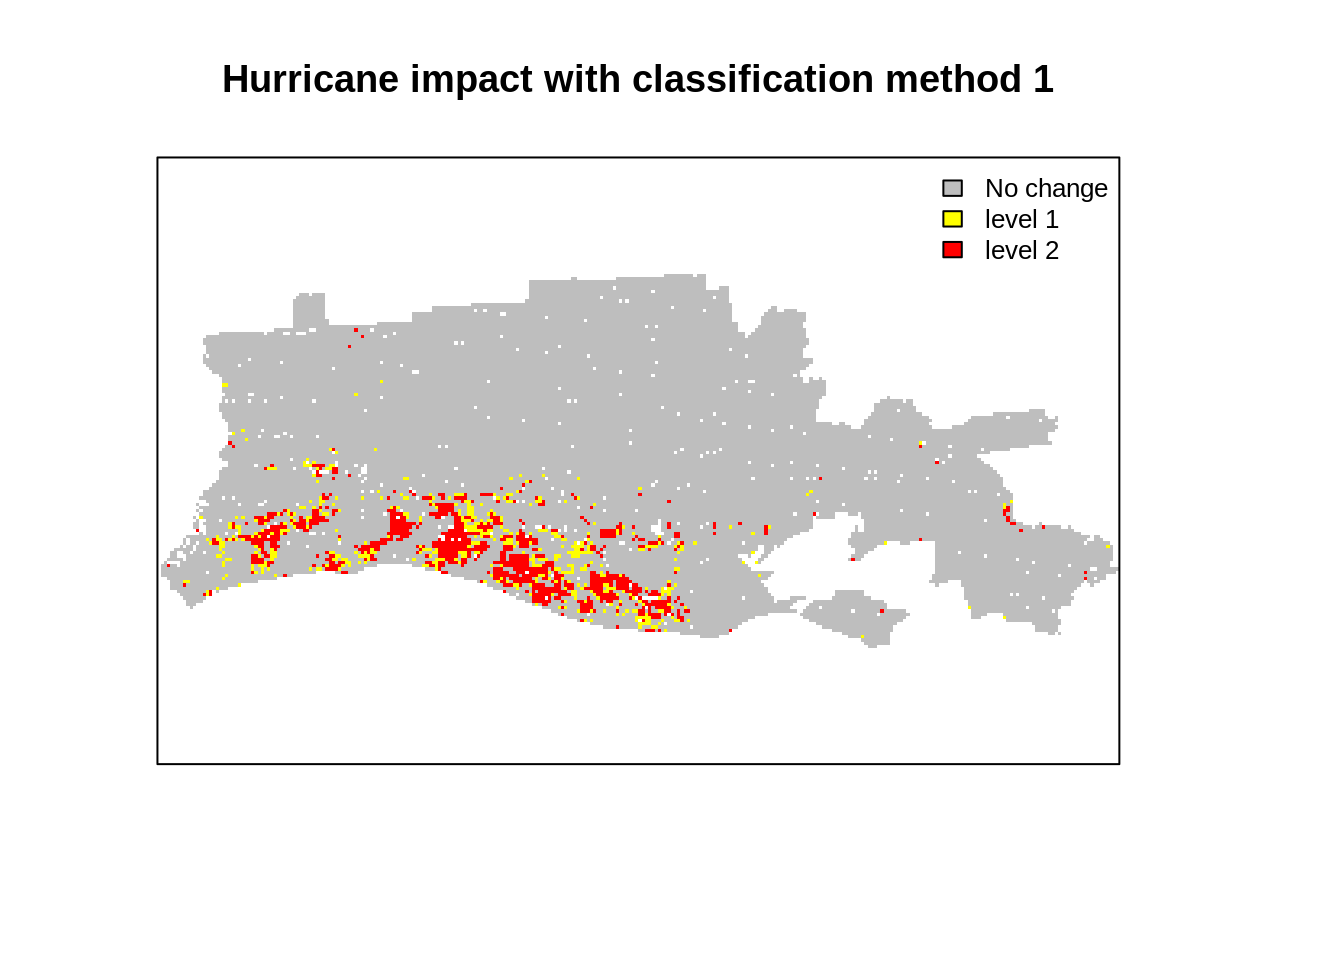 Hurricane impact with classification method 1
No change
level 1
level 2